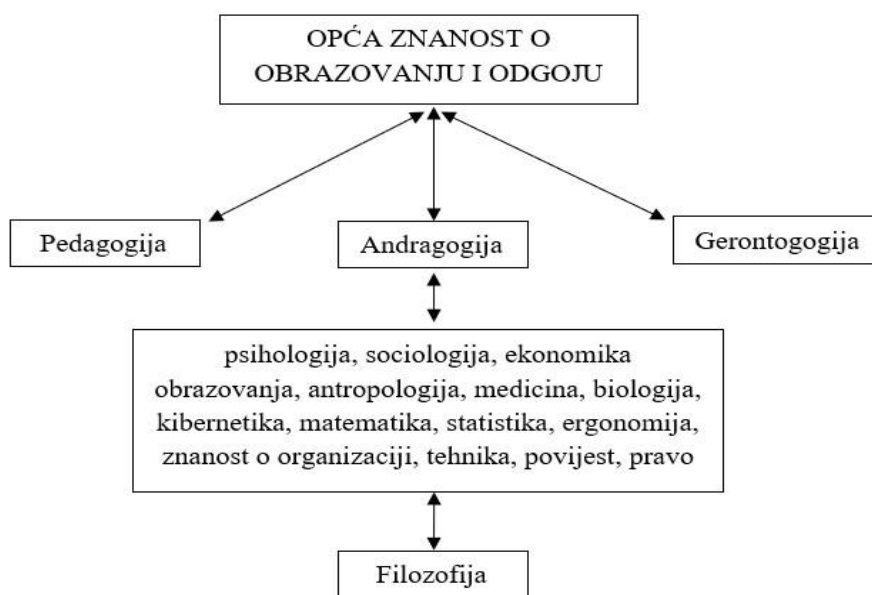 OPĆA ZNANOST O
OBRAZOVANJU I ODGOJU
Pedagogija
Andragogija
Gerontogogija
psihologija, sociologija, ekonomika
obrazovanja, antropologija, medicina, biologija,
kibernetika, matematika, statistika, ergonomija,
znanost o organizaciji, tehnika, povijest, pravo
Filozofija